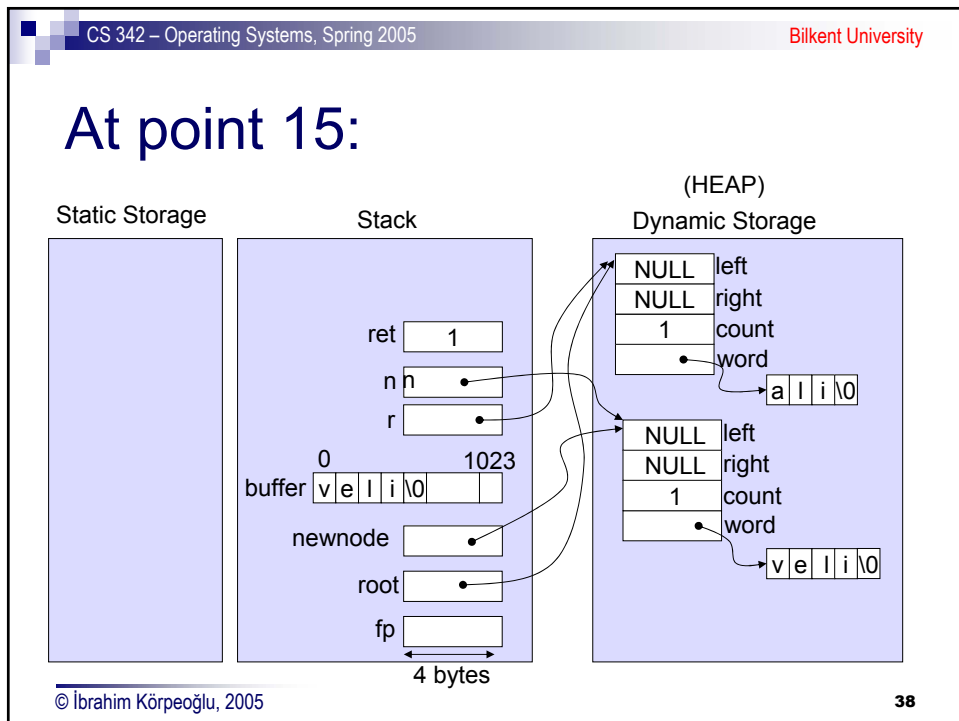 CS 342 – Operating Systems, Spring 2005
Bilkent University
At point 15:
(HEAP)
Static Storage
Stack
Dynamic Storage
ret
1
n n
r
0
1023
buffer
v e l i \0
newnode
root
fp
4 bytes
NULL left
NULL right
1 count
word
a l i \0
NULL left
NULL right
1 count
word
v e l i \0
© İbrahim Körpeoğlu, 2005
38